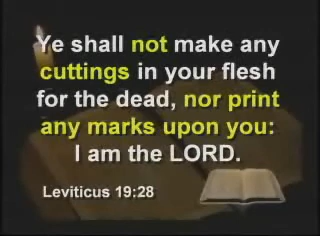 Ye shall not make any
cuttings in your flesh
for the dead, nor print
any marks upon you:
I am the LORD.
Leviticus 19:28